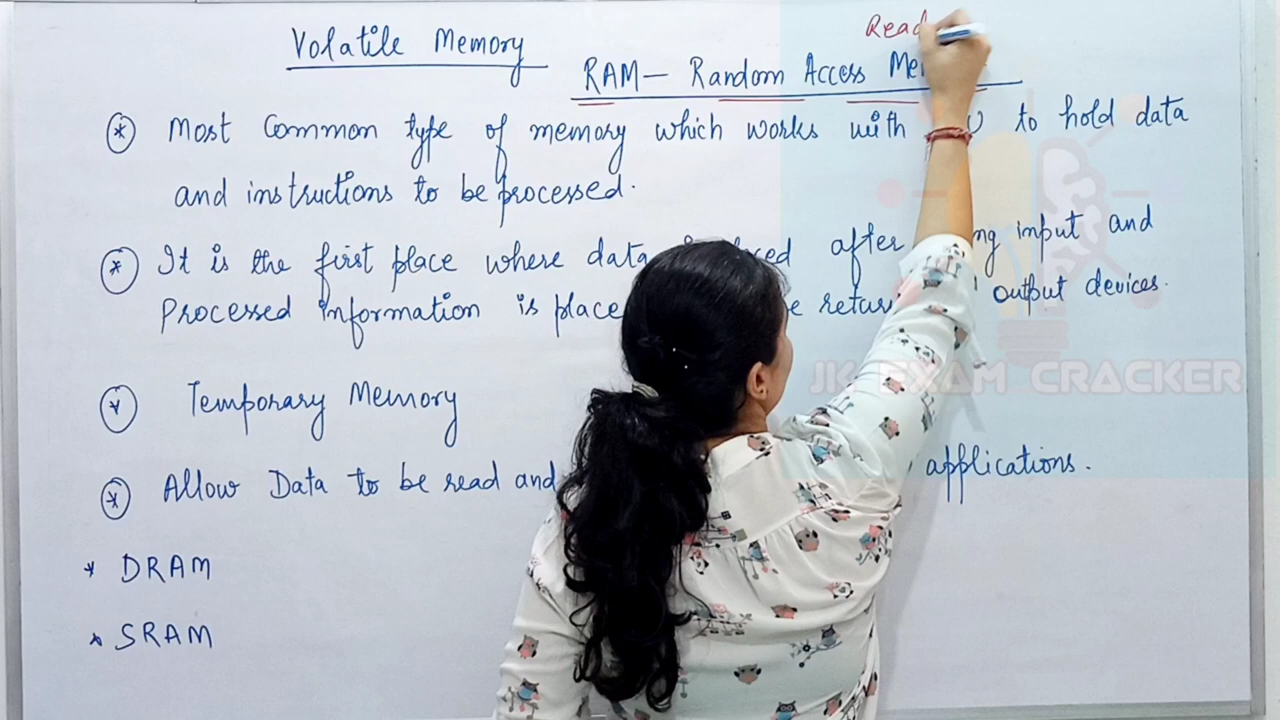 Read
Volatile Memory
RAM — Random Access Me
* Most Common type of memory which works with U to hold data
and instructions to be processed.
* It is the first place where data after input and
Processed information is place output devices.
* Temporary Memory
* Allow Data to be read and applications.
* DRAM
* SRAM
JK EXAM CRACKER